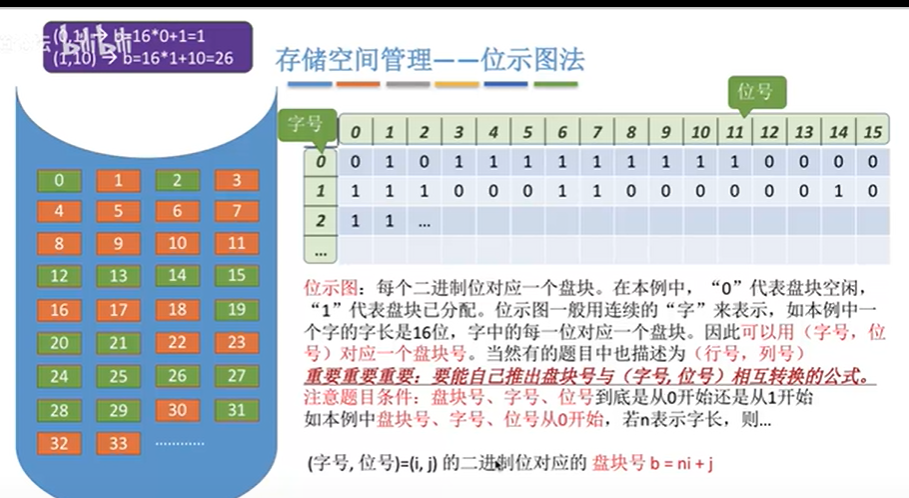 (0,1) → b=16*0+1=1
bilibili
(1,10) → b=16*1+10=26
存储空间管理——位示图法
位号
字号
0 1 2 3 4 5 6 7 8 9 10 11 12 13 14 15
0 0 1 0 1 1 1 1 1 1 1 1 1 0 0 0 0
1 1 1 1 0 0 0 1 1 0 0 0 0 0 0 1 0
2 1 1 ...
...
0 1 2 3
4 5 6 7
8 9 10 11
12 13 14 15
16 17 18 19
20 21 22 23
24 25 26 27
28 29 30 31
32 33 ............
位示图：每个二进制位对应一个盘块。在本例中，“0”代表盘块空闲，
“1”代表盘块已分配。位示图一般用连续的“字”来表示，如本例中一
个字的字长是16位，字中的每一位对应一个盘块。因此可以用（字号，位
号）对应一个盘块号。当然有的题目中也描述为（行号，列号）
重要重要重要：要能自己推出盘块号与（字号,位号）相互转换的公式。
注意题目条件：盘块号、字号、位号到底是从0开始还是从1开始
如本例中盘块号、字号、位号从0开始，若n表示字长，则...
(字号, 位号)=(i, j) 的二进制位对应的 盘块号 b = ni + j